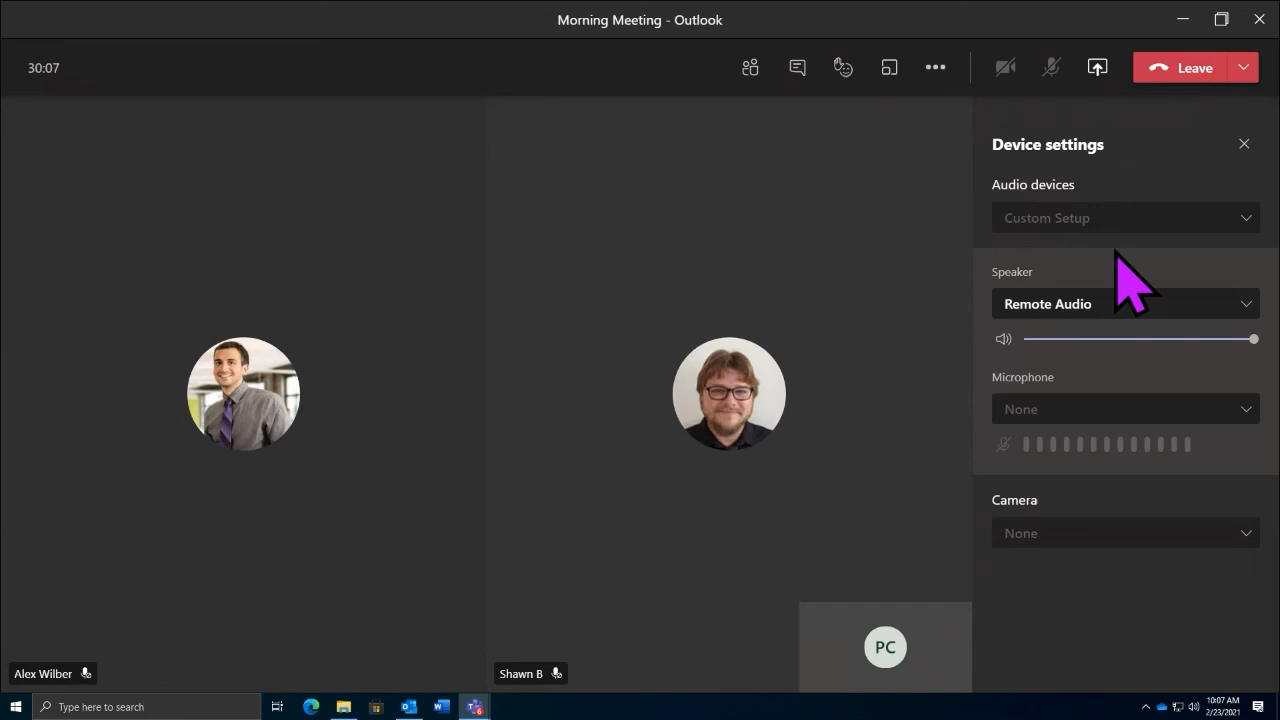 Morning Meeting - Outlook
30:07
Leave
Device settings
Audio devices
Custom Setup
Speaker
Remote Audio
Microphone
None
Camera
None
PC
Alex Wilber
Shawn B
Type here to search
6
10:07 AM
2/23/2021